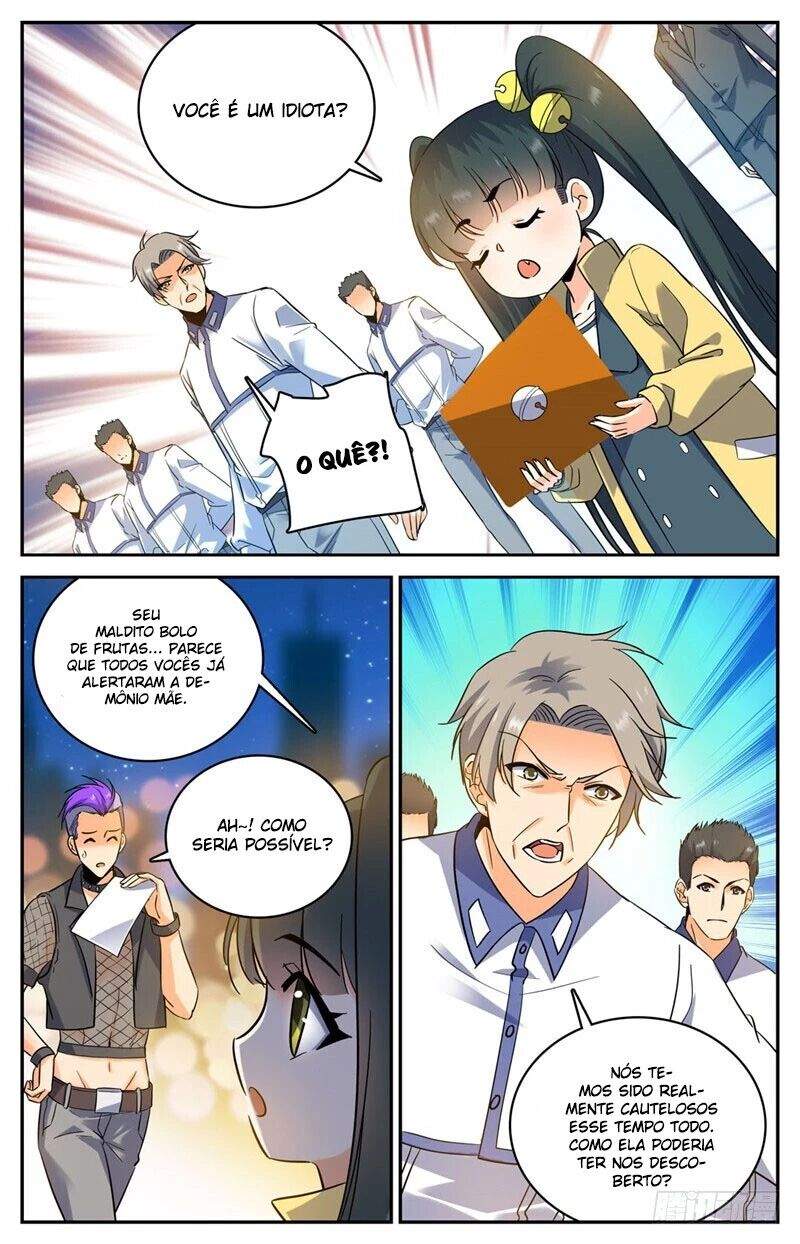 VOCÊ É UM IDIOTA?
O QUÊ?!
SEU
MALDITO BOLO
DE FRUTAS... PARECE
QUE TODOS VOCÊS JÁ
ALERTARAM A DE-
MÔNIO MÃE.
AH~! COMO
SERIA POSSÍVEL?
NÓS TE-
MOS SIDO REAL-
MENTE CAUTELOSOS
ESSE TEMPO TODO.
COMO ELA PODERIA
TER NOS DESCO-
BERTO?